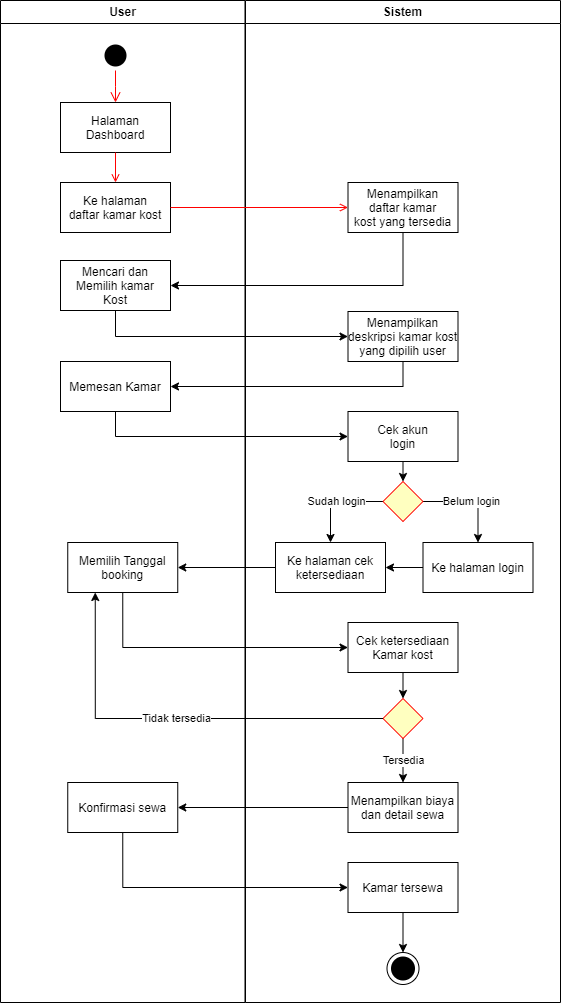 User
Sistem
Halaman
Dashboard
Ke halaman
daftar kamar kost
Menampilkan
daftar kamar
kost yang tersedia
Mencari dan
Memilih kamar
Kost
Menampilkan
deskripsi kamar kost
yang dipilih user
Memesan Kamar
Cek akun
login
Sudah login
Belum login
Memilih Tanggal
booking
Ke halaman cek
ketersediaan
Ke halaman login
Cek ketersediaan
Kamar kost
Tidak tersedia
Tersedia
Konfirmasi sewa
Menampilkan biaya
dan detail sewa
Kamar tersewa